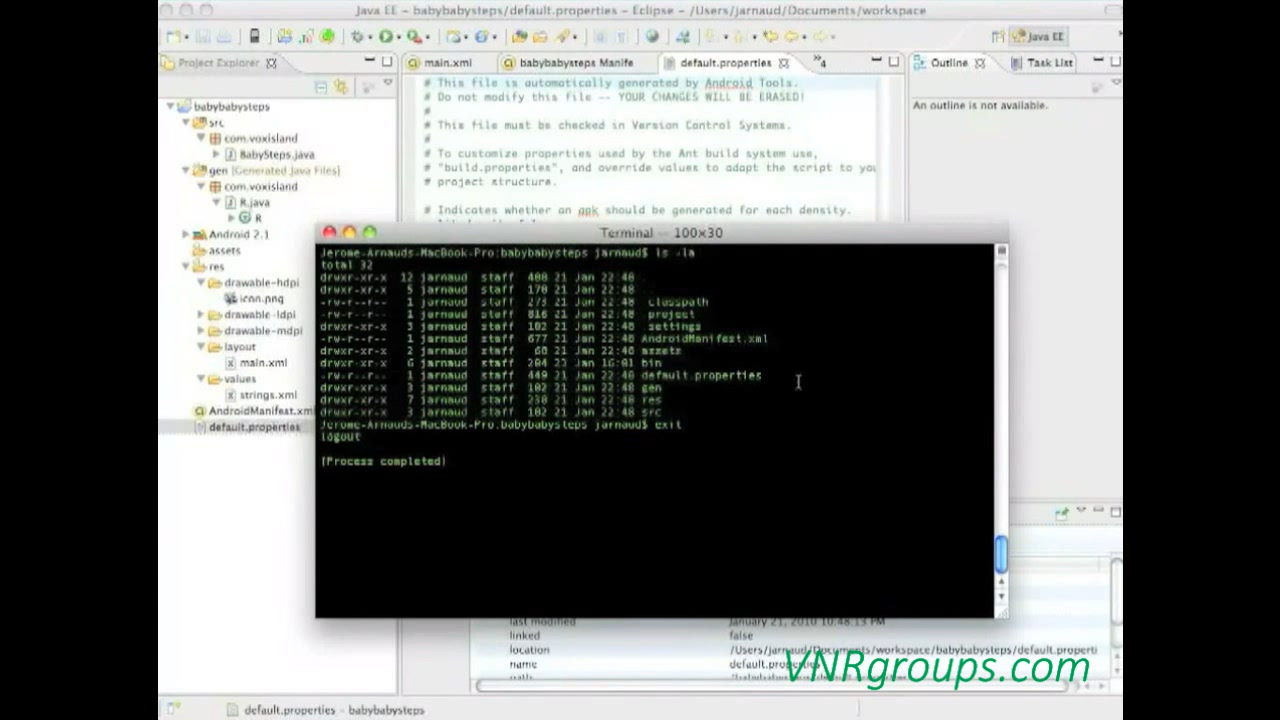 Java EE – babybabysteps/default.properties – Eclipse – /Users/jarnaud/Documents/workspace
Java EE
Project Explorer
main.xml
babybabysteps Manife
default.properties
4
Outline
Task List
An outline is not available.
babybabysteps
src
com.voxisland
BabySteps.java
gen [Generated Java Files]
com.voxisland
R.java
R
Android 2.1
assets
res
drawable-hdpi
icon.png
drawable-ldpi
drawable-mdpi
layout
main.xml
values
strings.xml
AndroidManifest.xml
default.properties
# This file is automatically generated by Android Tools.
# Do not modify this file -- YOUR CHANGES WILL BE ERASED!
#
# This file must be checked in Version Control Systems.
#
# To customize properties used by the Ant build system use,
# "build.properties", and override values to adapt the script to you
# project structure.
# Indicates whether an apk should be generated for each density.
Terminal — 100x30
Jerome-Arnauds-MacBook-Pro:babybabysteps jarnaud$ ls -la
total 32
drwxr-xr-x 12 jarnaud staff 408 21 Jan 22:48 .
drwxr-xr-x 5 jarnaud staff 170 21 Jan 22:48 ..
-rw-r--r-- 1 jarnaud staff 273 21 Jan 22:48 .classpath
-rw-r--r-- 1 jarnaud staff 816 21 Jan 22:48 .project
drwxr-xr-x 3 jarnaud staff 102 21 Jan 22:48 .settings
-rw-r--r-- 1 jarnaud staff 677 21 Jan 22:48 AndroidManifest.xml
drwxr-xr-x 2 jarnaud staff 68 21 Jan 22:48 assets
drwxr-xr-x 6 jarnaud staff 204 21 Jan 16:01 bin
-rw-r--r-- 1 jarnaud staff 449 21 Jan 22:48 default.properties
drwxr-xr-x 3 jarnaud staff 102 21 Jan 22:48 gen
drwxr-xr-x 7 jarnaud staff 238 21 Jan 22:48 res
drwxr-xr-x 3 jarnaud staff 102 21 Jan 22:48 src
Jerome-Arnauds-MacBook-Pro:babybabysteps jarnaud$ exit
logout
[Process completed]
last modified January 21, 2010 10:48:13 PM
linked false
location /Users/jarnaud/Documents/workspace/babybabysteps/default.properti
name default.prope
VNRgroups.com
default.properties – babybabysteps